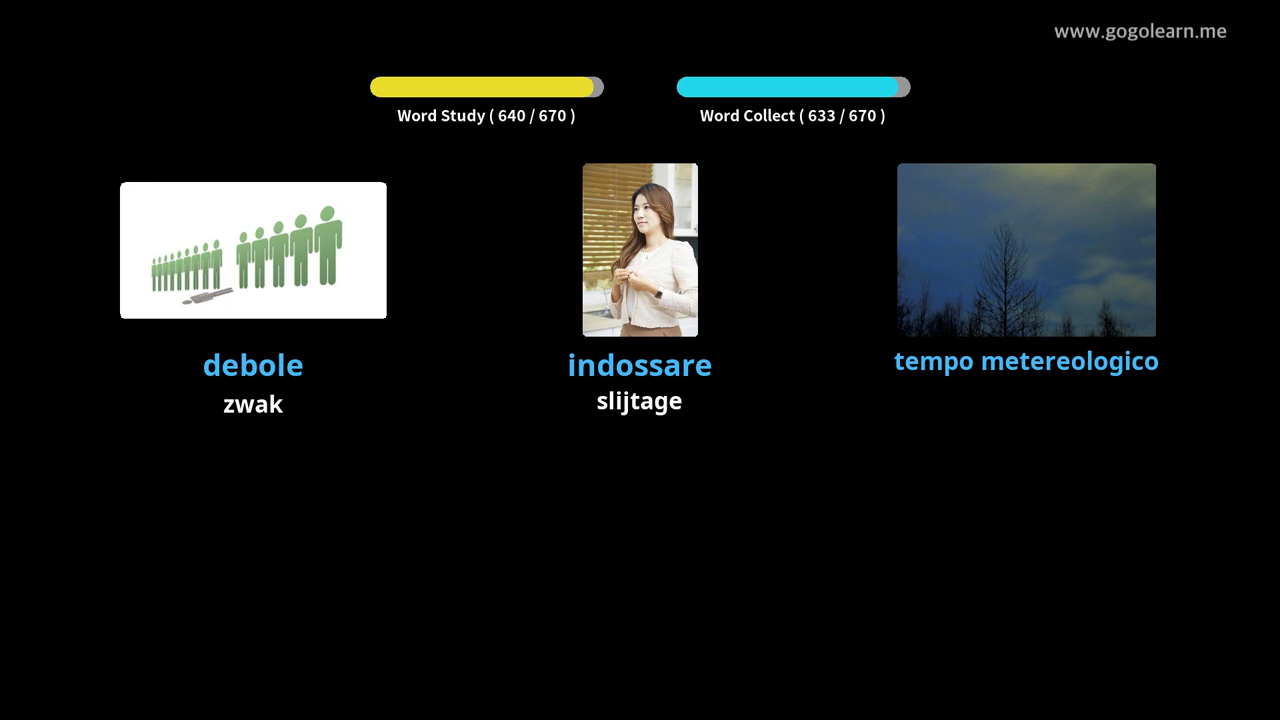 www.gogolearn.me
Word Study ( 640 / 670 )
Word Collect ( 633 / 670 )
debole
zwak
indossare
slijtage
tempo metereologico